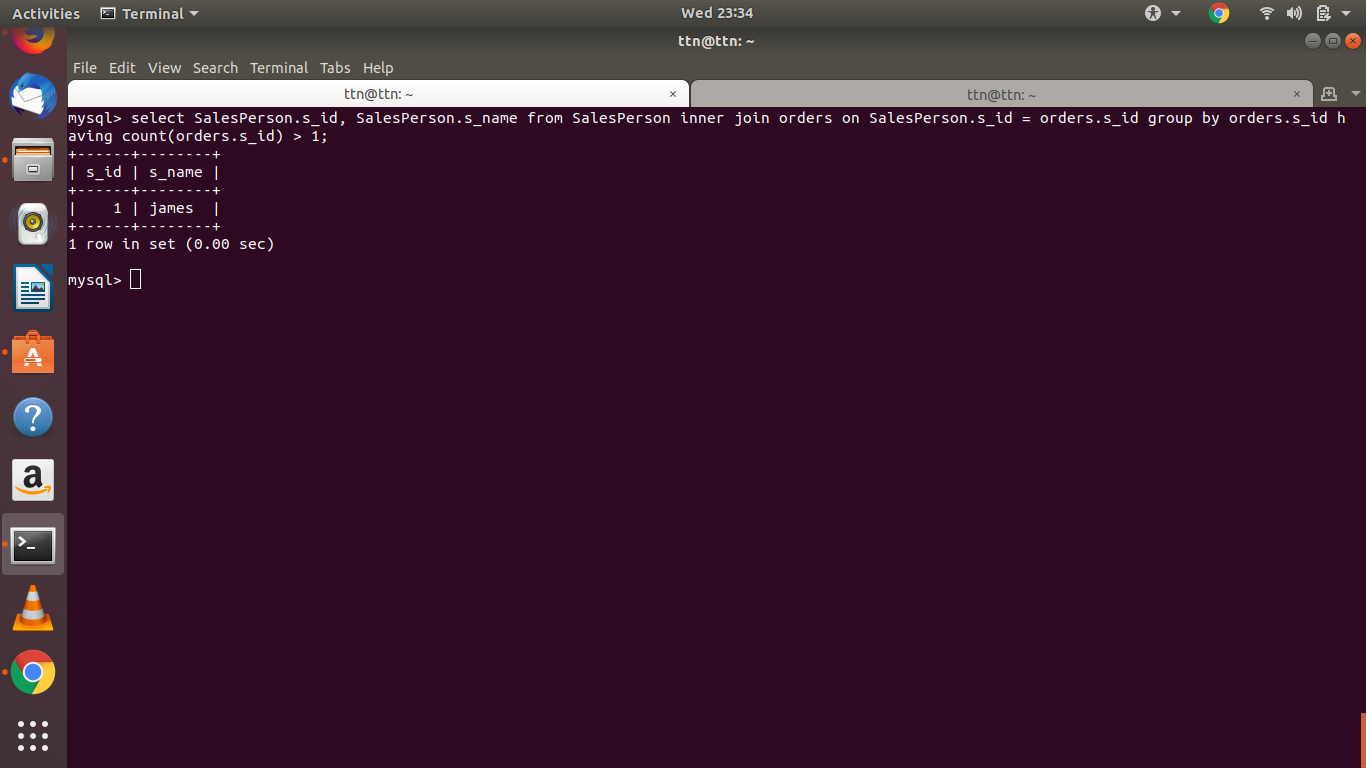 Activities Terminal Wed 23:34
ttn@ttn: ~
File Edit View Search Terminal Tabs Help
ttn@ttn: ~ × ttn@ttn: ~ ×
mysql> select SalesPerson.s_id, SalesPerson.s_name from SalesPerson inner join orders on SalesPerson.s_id = orders.s_id group by orders.s_id h
aving count(orders.s_id) > 1;
+------+--------+
| s_id | s_name |
+------+--------+
|    1 | james  |
+------+--------+
1 row in set (0.00 sec)
mysql>